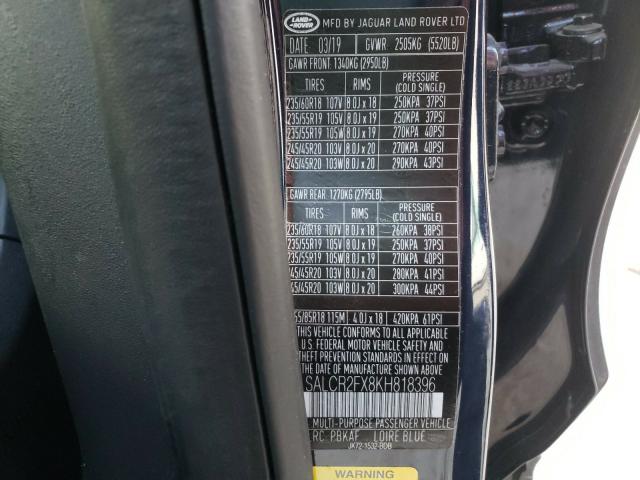 LAND-ROVER MFD BY JAGUAR LAND ROVER LTD
DATE 03/19 GVWR 2505KG (5520LB)
GAWR FRONT 1340KG (2950LB)
TIRES RIMS PRESSURE (COLD SINGLE)
235/60R18 107V 8.0J x 18 250KPA 37PSI
235/55R19 105V 8.0J x 19 250KPA 37PSI
235/55R19 105W 8.0J x 19 270KPA 40PSI
245/45R20 103V 8.0J x 20 270KPA 40PSI
245/45R20 103W 8.0J x 20 290KPA 43PSI
GAWR REAR 1270KG (2795LB)
TIRES RIMS PRESSURE (COLD SINGLE)
235/60R18 107V 8.0J x 18 260KPA 38PSI
235/55R19 105V 8.0J x 19 250KPA 37PSI
235/55R19 105W 8.0J x 19 270KPA 40PSI
45/45R20 103V 8.0J x 20 280KPA 41PSI
45/45R20 103W 8.0J x 20 300KPA 44PSI
55/85R18 115M 4.0J x 18 420KPA 61PSI
THIS VEHICLE CONFORMS TO ALL APPLICABLE
U.S. FEDERAL MOTOR VEHICLE SAFETY AND
THEFT PREVENTION STANDARDS IN EFFECT ON
THE DATE OF MANUFACTURE SHOWN ABOVE
SALCR2FX8KH818396
MULTI-PURPOSE PASSENGER VEHICLE
LRC PBKAF LOIRE BLUE
JK72-1532-BDB
WARNING